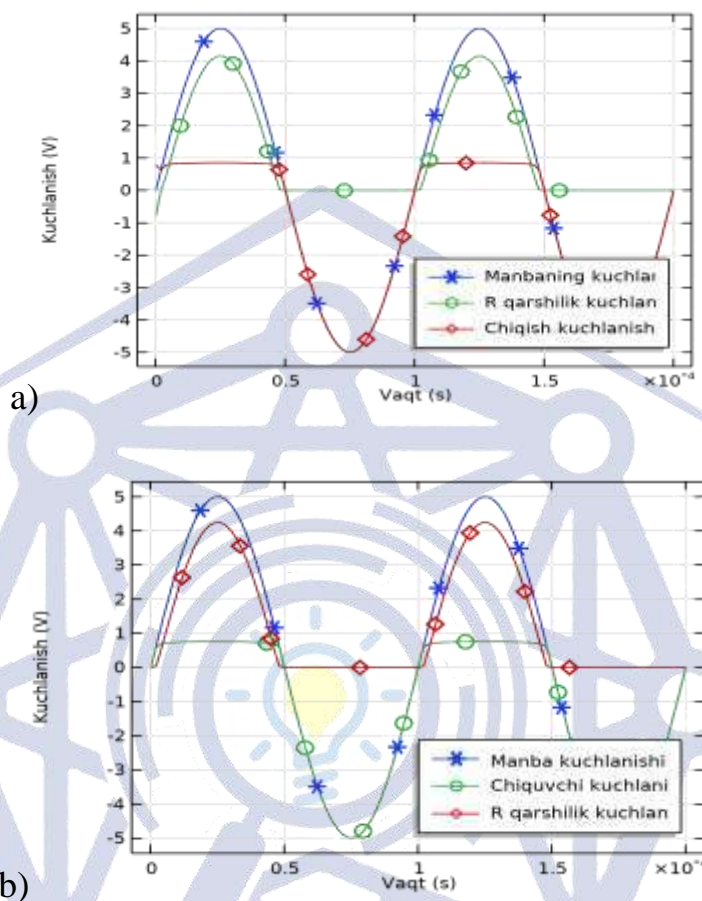 5
4
3
2
1
0
-1
-2
-3
-4
-5
Kuchlanish (V)
Manbaning kuchlar
R qarshilik kuchlan
Chiqish kuchlanish
0
0.5
1
1.5
×10⁻⁴
Vaqt (s)
a)
5
4
3
2
1
0
-1
-2
-3
-4
-5
Kuchlanish (V)
Manba kuchlanishi
Chiquvchi kuchlani
R qarshilik kuchlan
0
0.5
1
1.5
×10⁻
Vaqt (s)
b)